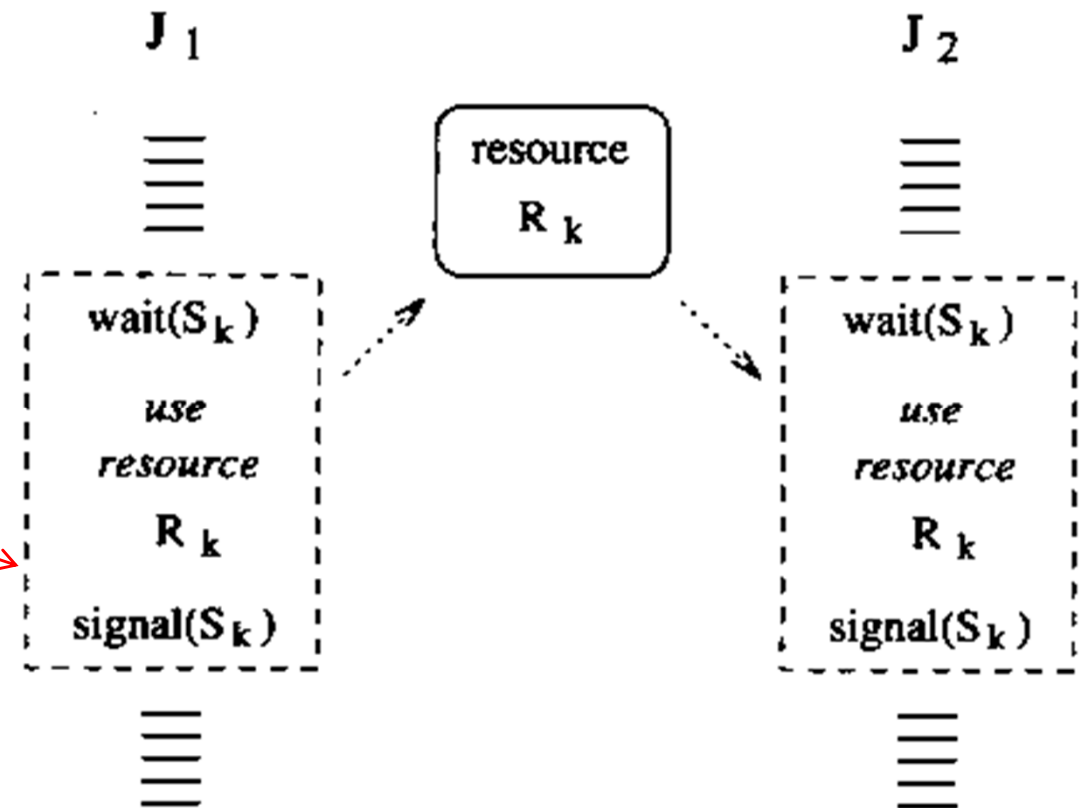 J 1
wait(S k )
use
resource
R k
signal(S k )
resource
R k
J 2
wait(S k )
use
resource
R k
signal(S k )